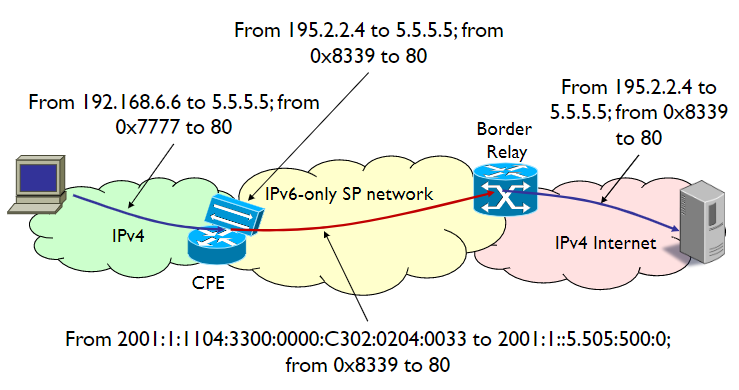 From 195.2.2.4 to 5.5.5.5; from
0x8339 to 80
From 192.168.6.6 to 5.5.5.5; from
0x7777 to 80
From 195.2.2.4 to
5.5.5.5; from 0x8339
to 80
Border
Relay
IPv6-only SP network
IPv4
IPv4 Internet
CPE
From 2001:1:1104:3300:0000:C302:0204:0033 to 2001:1::5.505:500:0;
from 0x8339 to 80